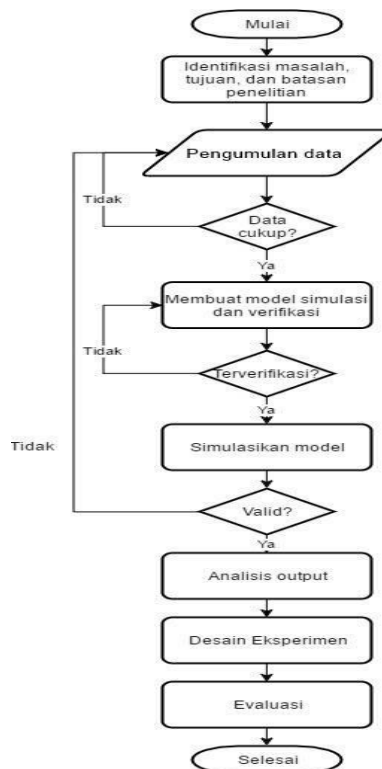 Mulai
Identifikasi masalah,
tujuan, dan batasan
penelitian
Pengumulan data
Tidak
Data
cukup?
Ya
Membuat model simulasi
dan verifikasi
Tidak
Terverifikasi?
Ya
Tidak
Simulasikan model
Valid?
Ya
Analisis output
Desain Eksperimen
Evaluasi
Selesai